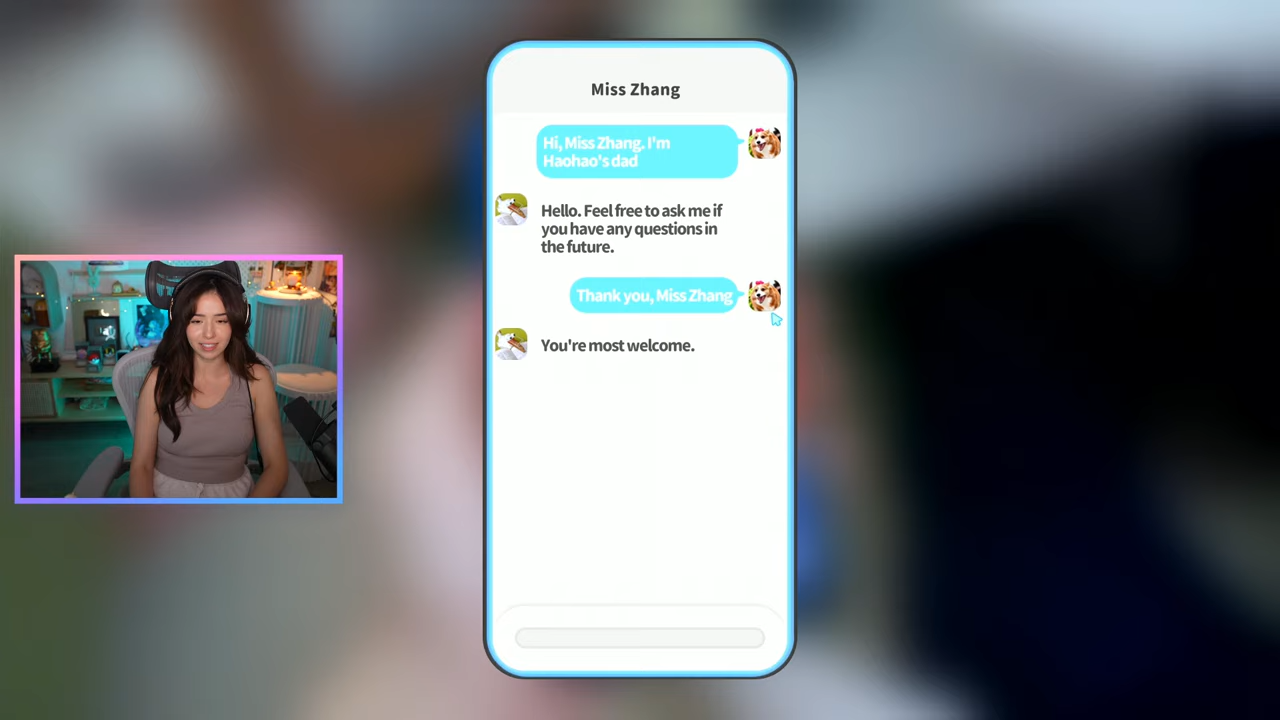 Miss Zhang
Hi, Miss Zhang. I'm
Haohao's dad
Hello. Feel free to ask me if
you have any questions in
the future.
Thank you, Miss Zhang
You're most welcome.